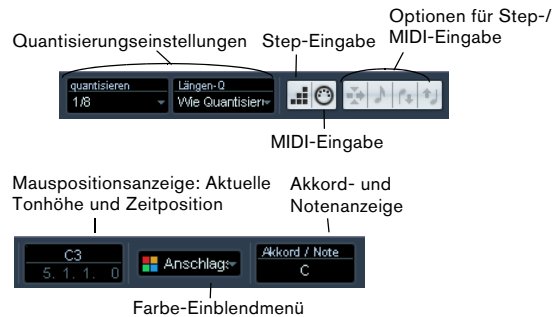 Optionen für Step-/
MIDI-Eingabe
Quantisierungseinstellungen
Step-Eingabe
quantisieren
1/8
Längen-Q
Wie Quantisier
MIDI-Eingabe
Mauspositionsanzeige: Aktuelle
Tonhöhe und Zeitposition
Akkord- und
Notenanzeige
C3
5. 1. 1. 0
Anschlags
Akkord / Note
C
Farbe-Einblendmenü